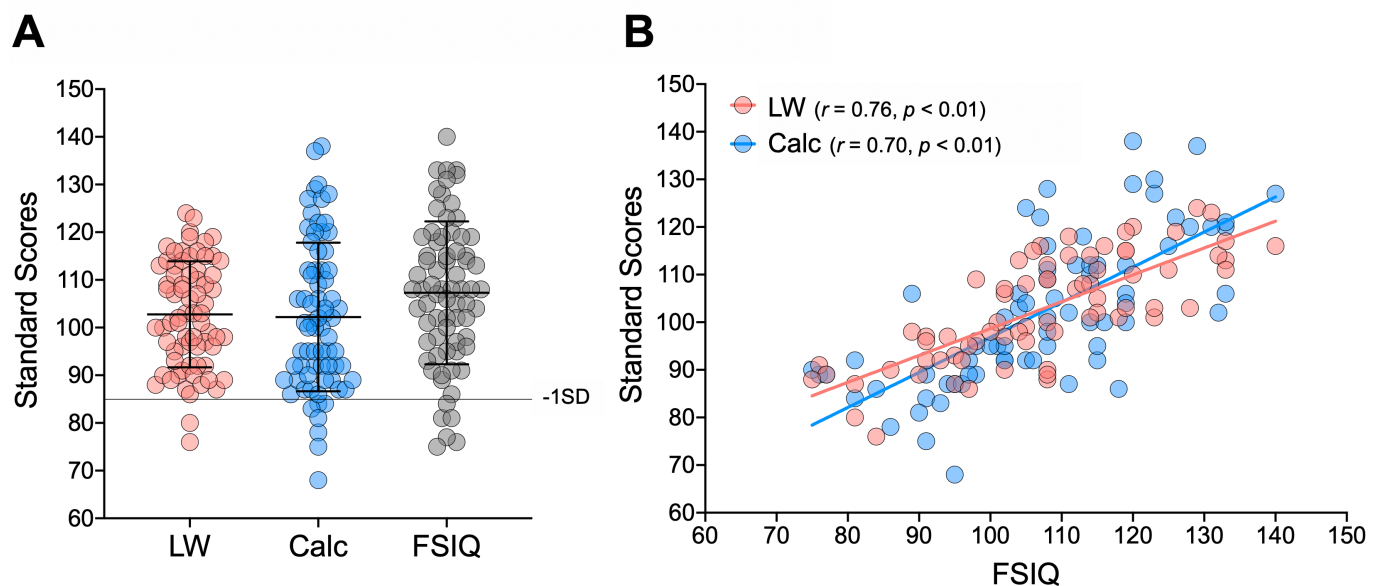 A
Standard Scores
150
140
130
120
110
100
90
80
70
60
-1SD
LW
Calc
FSIQ
B
Standard Scores
150
140
130
120
110
100
90
80
70
60
LW (r = 0.76, p < 0.01)
Calc (r = 0.70, p < 0.01)
60 70 80 90 100 110 120 130 140 150
FSIQ